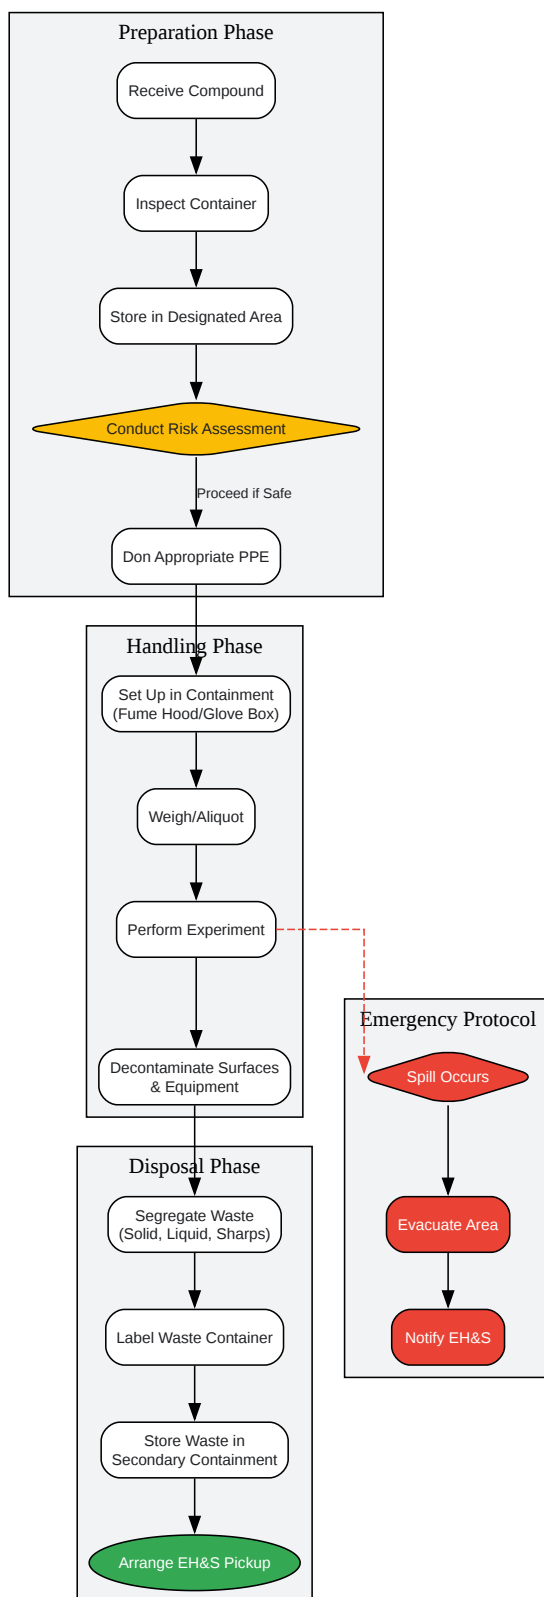 Preparation Phase
Receive Compound
Inspect Container
Store in Designated Area
Conduct Risk Assessment
Proceed if Safe
Don Appropriate PPE
Handling Phase
Set Up in Containment
(Fume Hood/Glove Box)
Weigh/Aliquot
Perform Experiment
Decontaminate Surfaces
& Equipment
Emergency Protocol
Spill Occurs
Evacuate Area
Notify EH&S
Disposal Phase
Segregate Waste
(Solid, Liquid, Sharps)
Label Waste Container
Store Waste in
Secondary Containment
Arrange EH&S Pickup